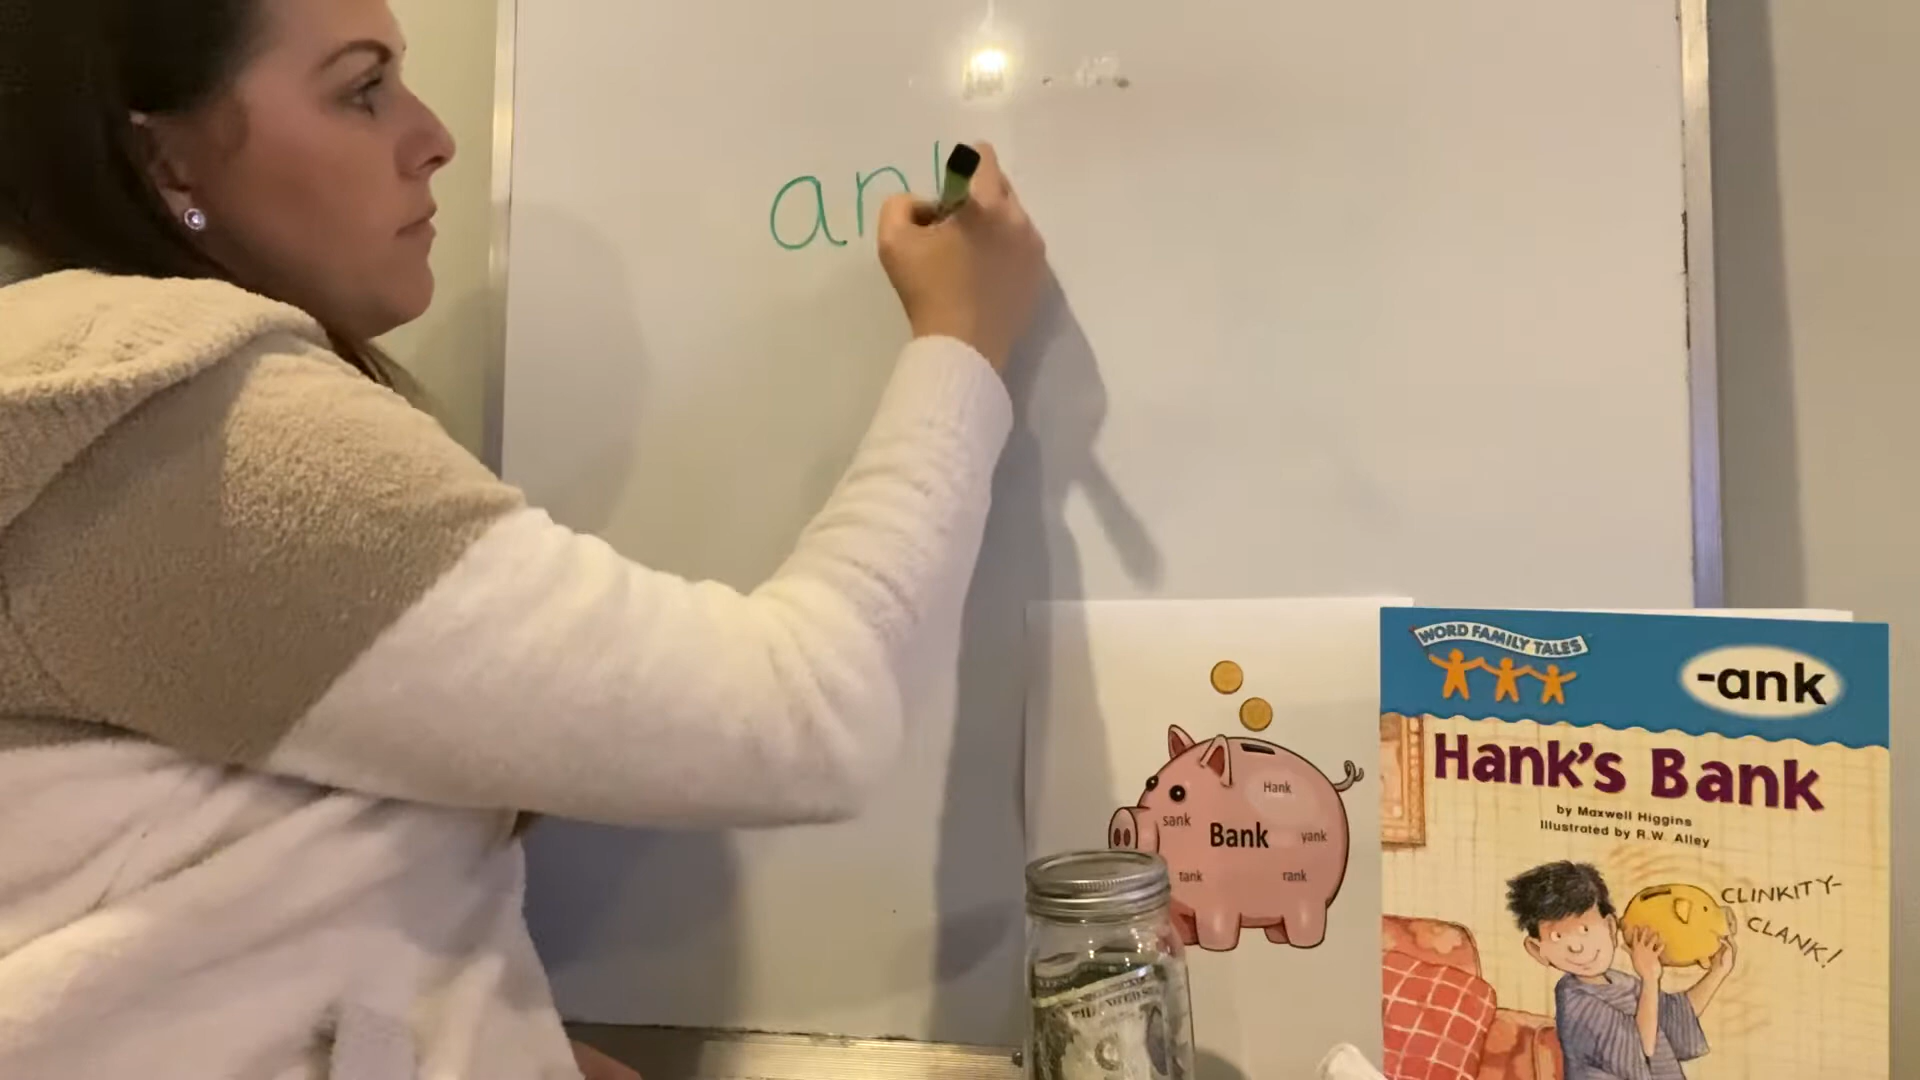 an
WORD FAMILY TALES
-ank
Hank's Bank
by Maxwell Higgins
Illustrated by R.W. Alley
CLINKITY-
CLANK!
Hank
sank
Bank
yank
tank
rank